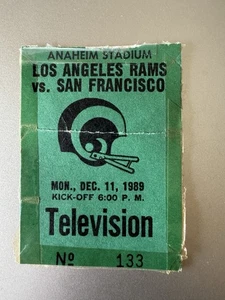 ANAHEIM STADIUM
LOS ANGELES RAMS
vs. SAN FRANCISCO
MON., DEC. 11, 1989
KICK-OFF 6:00 P. M.
Television
Nº 133